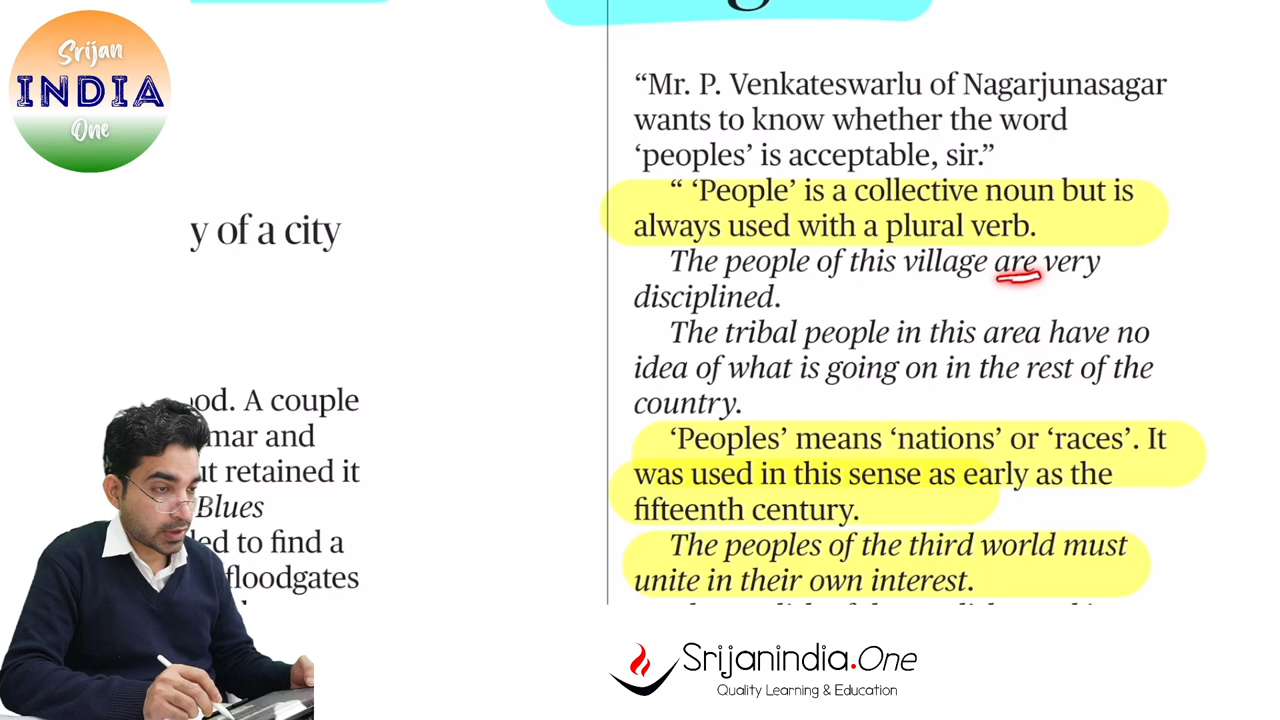 Srijan
INDIA
One
y of a city
ood. A couple
mar and
ut retained it
Blues
led to find a
floodgates
“Mr. P. Venkateswarlu of Nagarjunasagar
wants to know whether the word
‘peoples’ is acceptable, sir.”
“ ‘People’ is a collective noun but is
always used with a plural verb.
The people of this village are very
disciplined.
The tribal people in this area have no
idea of what is going on in the rest of the
country.
‘Peoples’ means ‘nations’ or ‘races’. It
was used in this sense as early as the
fifteenth century.
The peoples of the third world must
unite in their own interest.
SrijanIndia.One
Quality Learning & Education